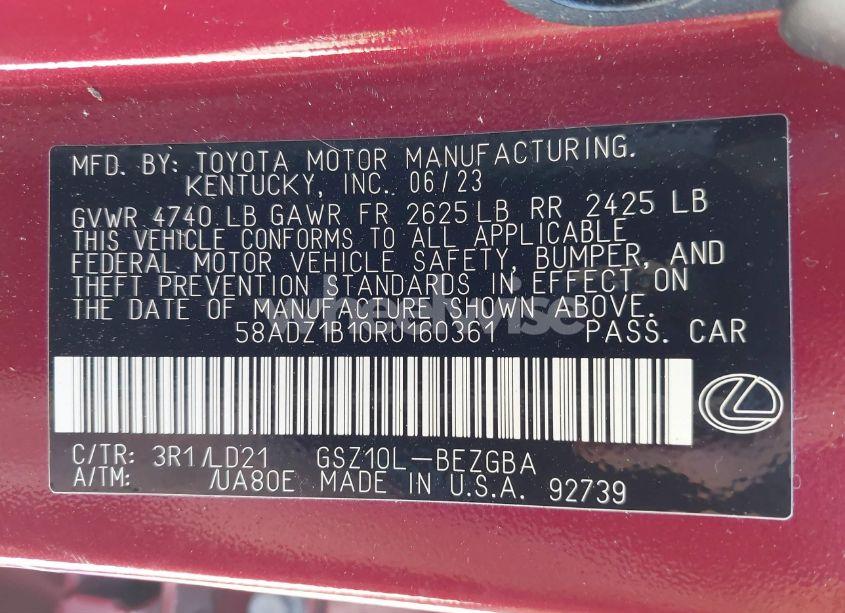 MFD. BY: TOYOTA MOTOR MANUFACTURING.
KENTUCKY, INC. 06/23
GVWR 4740 LB GAWR FR 2625 LB RR 2425 LB
THIS VEHICLE CONFORMS TO ALL APPLICABLE
FEDERAL MOTOR VEHICLE SAFETY, BUMPER, AND
THEFT PREVENTION STANDARDS IN EFFECT ON
THE DATE OF MANUFACTURE SHOWN ABOVE.
58ADZ1B10RU160361 PASS. CAR
C/TR: 3R1/LD21 GSZ10L-BEZGBA
A/TM: /UA80E MADE IN U.S.A. 92739